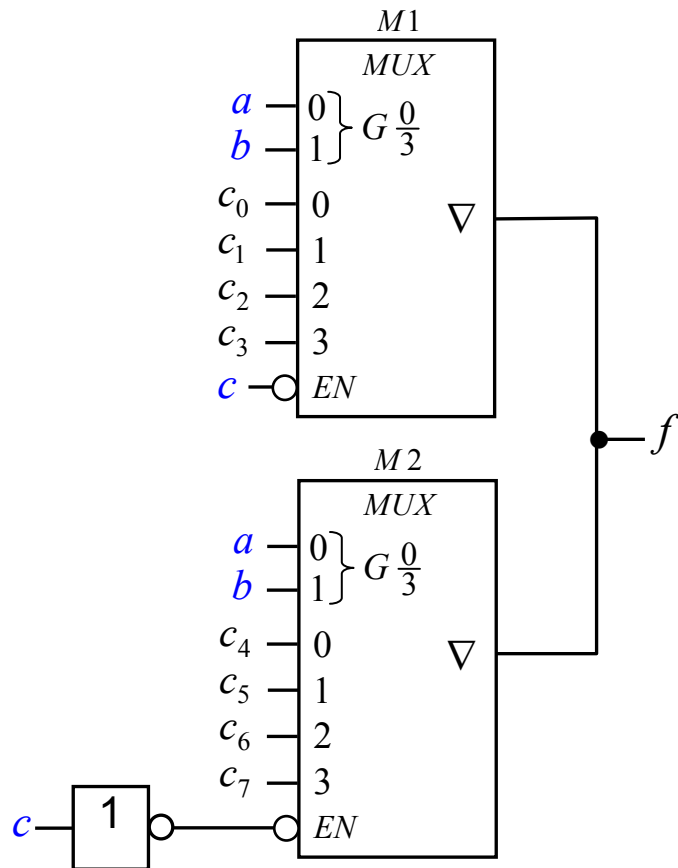 M1
MUX
a 0
b 1
G 0/3
c₀ 0
c₁ 1
c₂ 2
c₃ 3
c EN
∇
f
M2
MUX
a 0
b 1
G 0/3
c₄ 0
c₅ 1
c₆ 2
c₇ 3
EN
∇
c 1